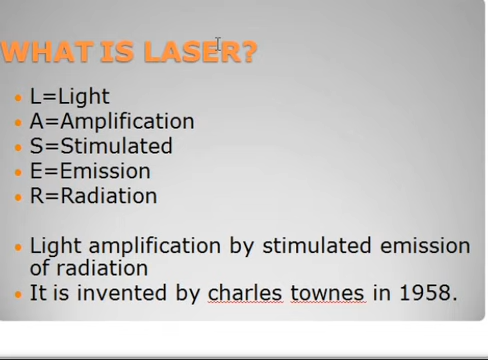 WHAT IS LASER?
• L=Light
• A=Amplification
• S=Stimulated
• E=Emission
• R=Radiation
• Light amplification by stimulated emission
of radiation
• It is invented by charles townes in 1958.